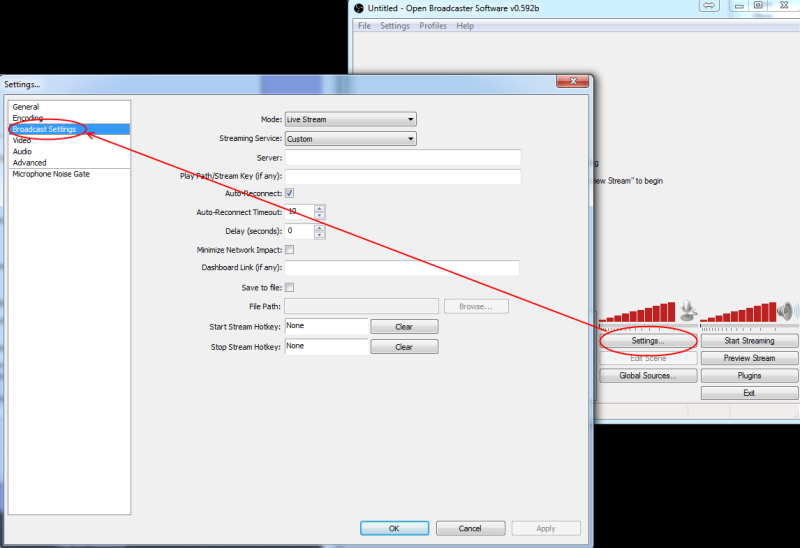 Untitled - Open Broadcaster Software v0.592b
File Settings Profiles Help
Settings...
General
Encoding
Broadcast Settings
Video
Audio
Advanced
Microphone Noise Gate
Mode: Live Stream
Streaming Service: Custom
Server:
Play Path/Stream Key (if any):
Auto-Reconnect:
Auto-Reconnect Timeout: 10
Delay (seconds): 0
Minimize Network Impact:
Dashboard Link (if any):
Save to file:
File Path: Browse...
Start Stream Hotkey: None Clear
Stop Stream Hotkey: None Clear
OK Cancel Apply
Stream" to begin
Settings... Start Streaming
Edit Scene Preview Stream
Global Sources... Plugins
Exit